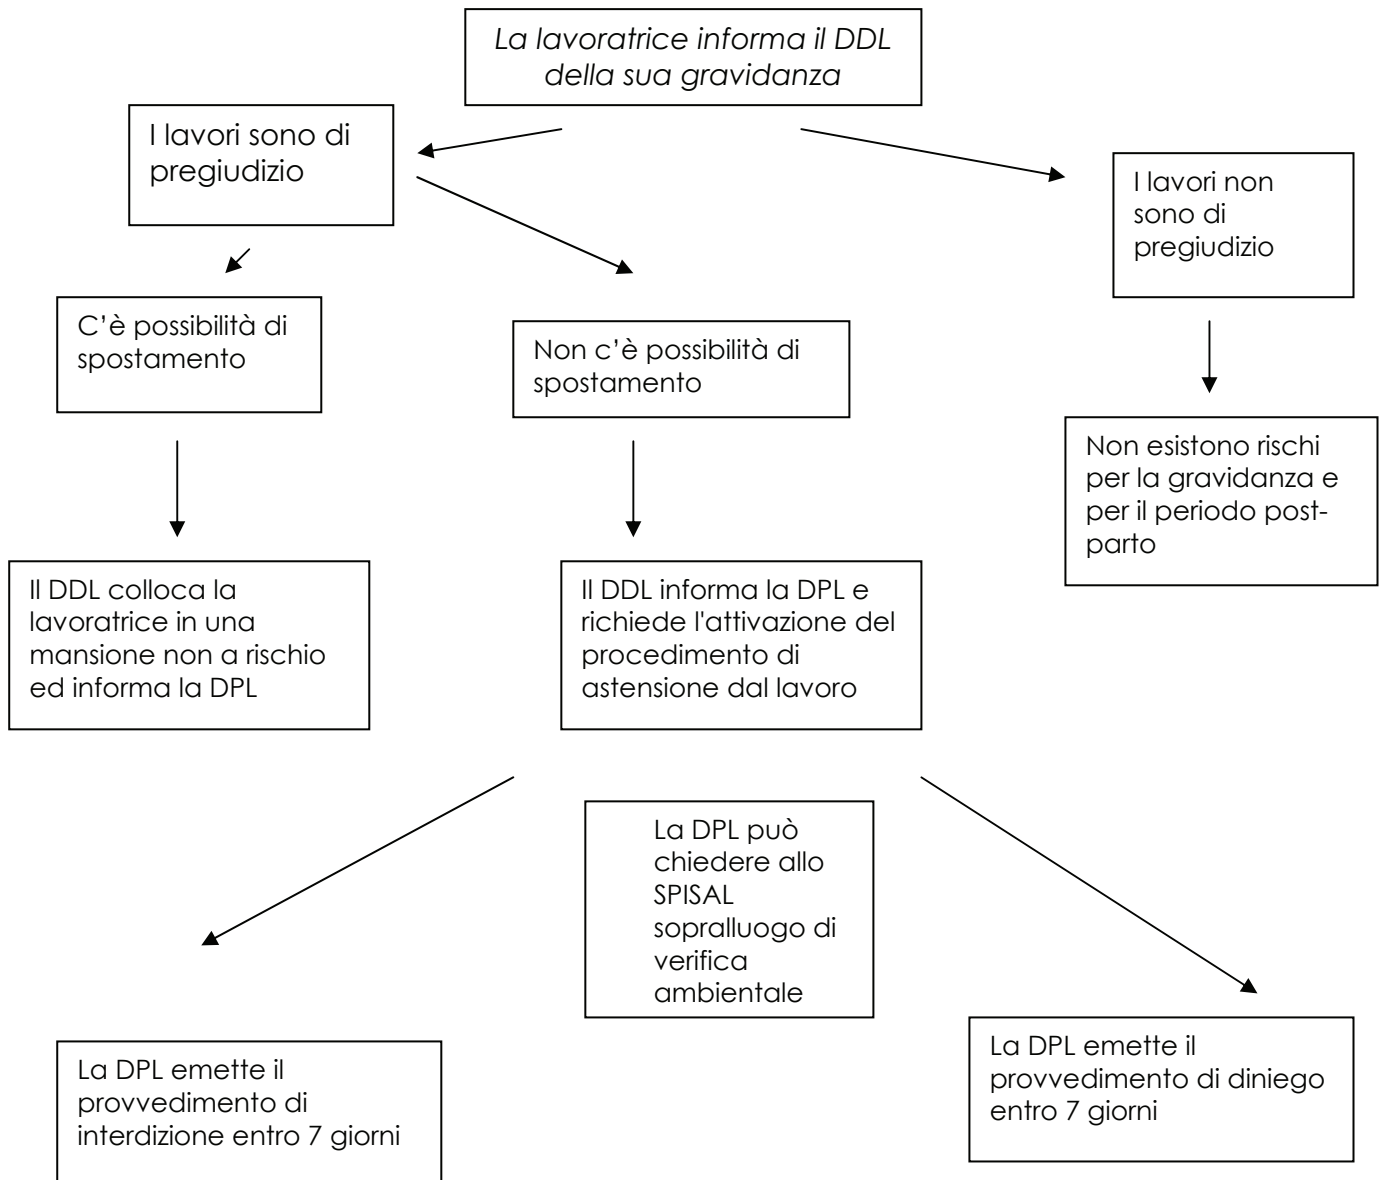 La lavoratrice informa il DDL
della sua gravidanza
I lavori sono di
pregiudizio
I lavori non
sono di
pregiudizio
C'è possibilità di
spostamento
Non c'è possibilità di
spostamento
Non esistono rischi
per la gravidanza e
per il periodo post-
parto
Il DDL colloca la
lavoratrice in una
mansione non a rischio
ed informa la DPL
Il DDL informa la DPL e
richiede l'attivazione del
procedimento di
astensione dal lavoro
La DPL può
chiedere allo
SPISAL
sopralluogo di
verifica
ambientale
La DPL emette il
provvedimento di
interdizione entro 7 giorni
La DPL emette il
provvedimento di diniego
entro 7 giorni